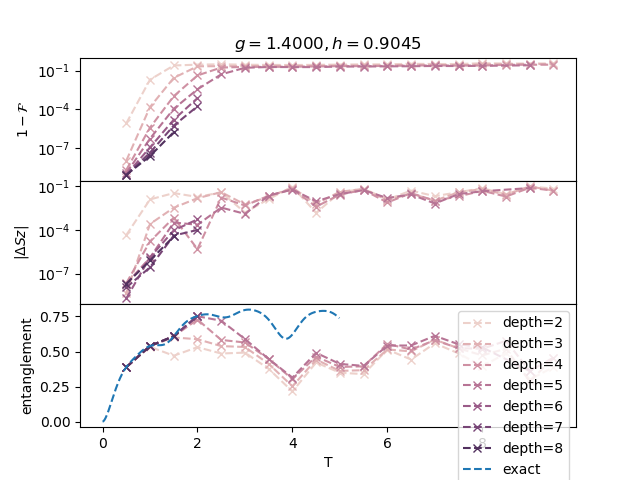 g = 1.4000, h = 0.9045
10⁻¹
10⁻⁴
10⁻⁷
1 − 𝓕
10⁻¹
10⁻⁴
10⁻⁷
|ΔSz|
0.75
0.50
0.25
0.00
entanglement
0
2
4
6
8
T
depth=2
depth=3
depth=4
depth=5
depth=6
depth=7
depth=8
exact